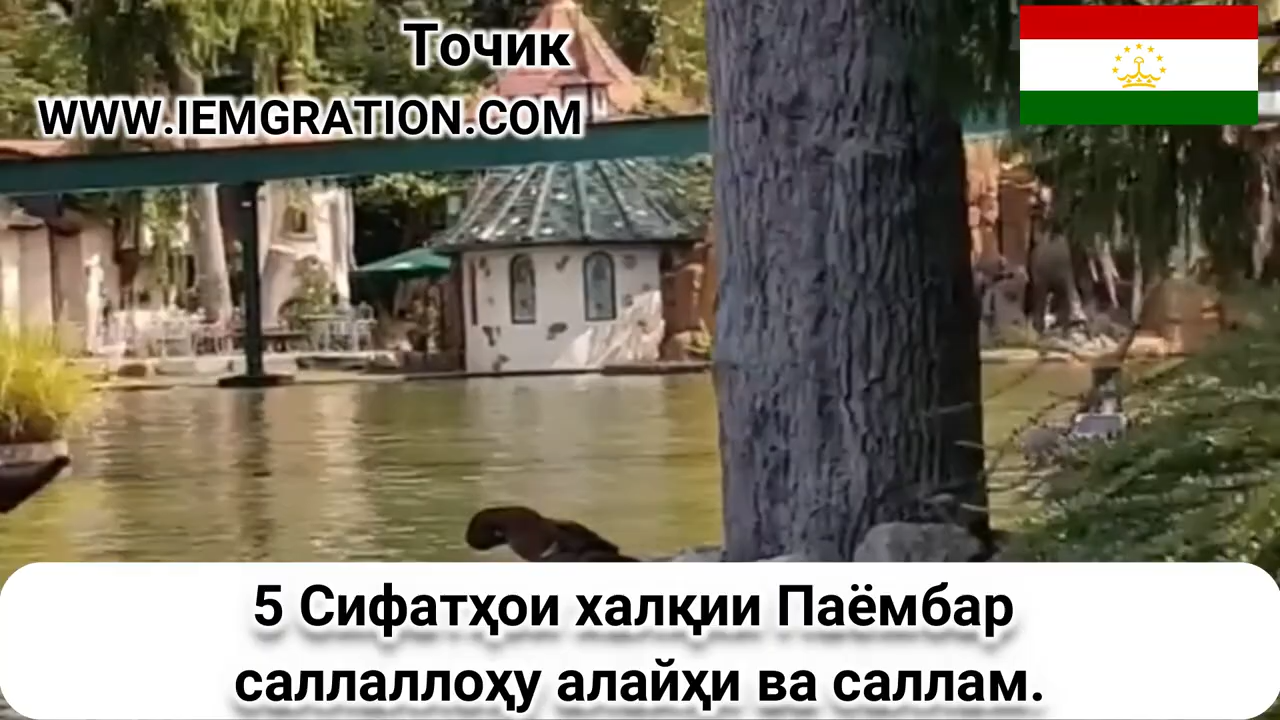 Точик
WWW.IEMGRATION.COM
5 Сифатҳои халқии Паёмбар
саллаллоҳу алайҳи ва саллам.